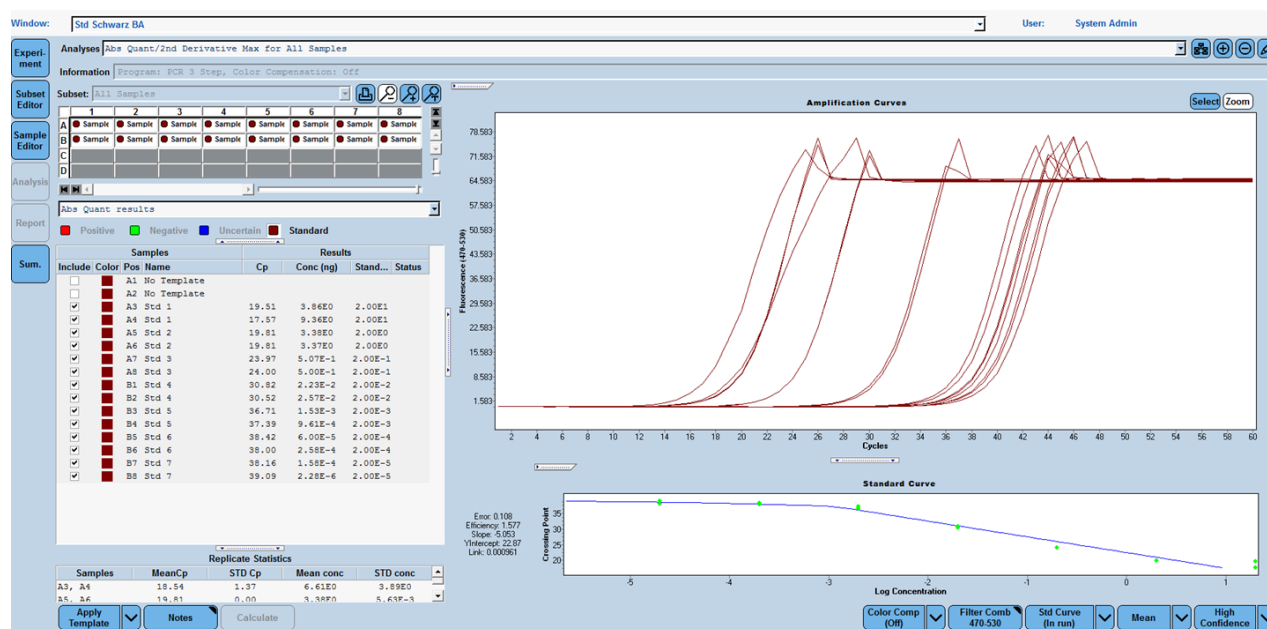 Window: Std Schwarz BA User: System Admin
Analyses Abs Quant/2nd Derivative Max for All Samples
Information Program: PCR 3 Step, Color Compensation: Off
Experi-
ment
Subset
Editor
Sample
Editor
Analysis
Report
Sum.
Subset: All Samples
1 2 3 4 5 6 7 8
A Sample Sample Sample Sample Sample Sample Sample Sample
B Sample Sample Sample Sample Sample Sample Sample Sample
C
D
Abs Quant results
Positive Negative Uncertain Standard
Samples Results
Include Color Pos Name Cp Conc (ng) Stand... Status
A1 No Template
A2 No Template
A3 Std 1 19.51 3.86E0 2.00E1
A4 Std 1 17.57 9.36E0 2.00E1
A5 Std 2 19.81 3.38E0 2.00E0
A6 Std 2 19.81 3.37E0 2.00E0
A7 Std 3 23.97 5.07E-1 2.00E-1
A8 Std 3 24.00 5.00E-1 2.00E-1
B1 Std 4 30.82 2.23E-2 2.00E-2
B2 Std 4 30.52 2.57E-2 2.00E-2
B3 Std 5 36.71 1.53E-3 2.00E-3
B4 Std 5 37.39 9.61E-4 2.00E-3
B5 Std 6 38.42 6.00E-5 2.00E-4
B6 Std 6 38.00 2.58E-4 2.00E-4
B7 Std 7 38.16 1.58E-4 2.00E-5
B8 Std 7 39.09 2.28E-6 2.00E-5
Replicate Statistics
Samples MeanCp STD Cp Mean conc STD conc
A3, A4 18.54 1.37 6.61E0 3.89E0
A5, A6 19.81 0.00 3.38E0 5.63E-3
Apply
Template
Notes
Calculate
Amplification Curves
Select Zoom
78.583
71.583
64.583
57.583
50.583
43.583
36.583
29.583
22.583
15.583
8.583
1.583
Fluorescence (470-530)
2 4 6 8 10 12 14 16 18 20 22 24 26 28 30 32 34 36 38 40 42 44 46 48 50 52 54 56 58 60
Cycles
Standard Curve
Error: 0.108
Efficiency: 1.577
Slope: -5.053
YIntercept: 22.87
Link: 0.000961
Crossing Point
35
30
25
20
-5 -4 -3 -2 -1 0 1
Log Concentration
Color Comp
(Off)
Filter Comb
470-530
Std Curve
(In run)
Mean
High
Confidence